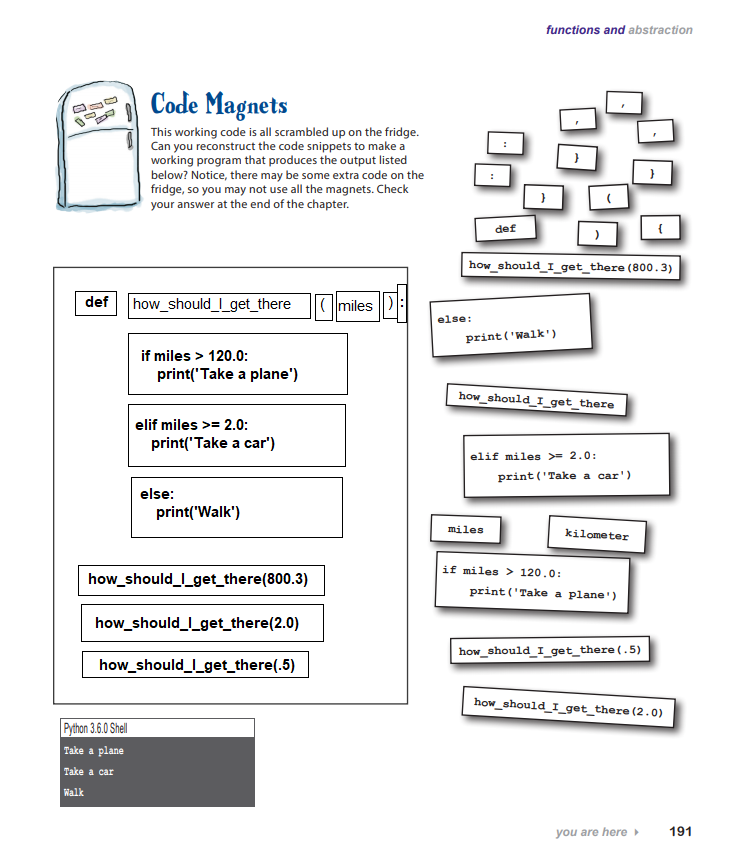 functions and abstraction
Code Magnets
This working code is all scrambled up on the fridge.
Can you reconstruct the code snippets to make a
working program that produces the output listed
below? Notice, there may be some extra code on the
fridge, so you may not use all the magnets. Check
your answer at the end of the chapter.
def how_should_I_get_there ( miles ) :
if miles > 120.0:
print('Take a plane')
elif miles >= 2.0:
print('Take a car')
else:
print('Walk')
how_should_I_get_there(800.3)
how_should_I_get_there(2.0)
how_should_I_get_there(.5)
Python 3.6.0 Shell
Take a plane
Take a car
Walk
,
,
,
:
}
:
}
}
(
def
)
{
how_should_I_get_there(800.3)
else:
print('Walk')
how_should_I_get_there
elif miles >= 2.0:
print('Take a car')
miles
kilometer
if miles > 120.0:
print('Take a plane')
how_should_I_get_there(.5)
how_should_I_get_there(2.0)
you are here 191